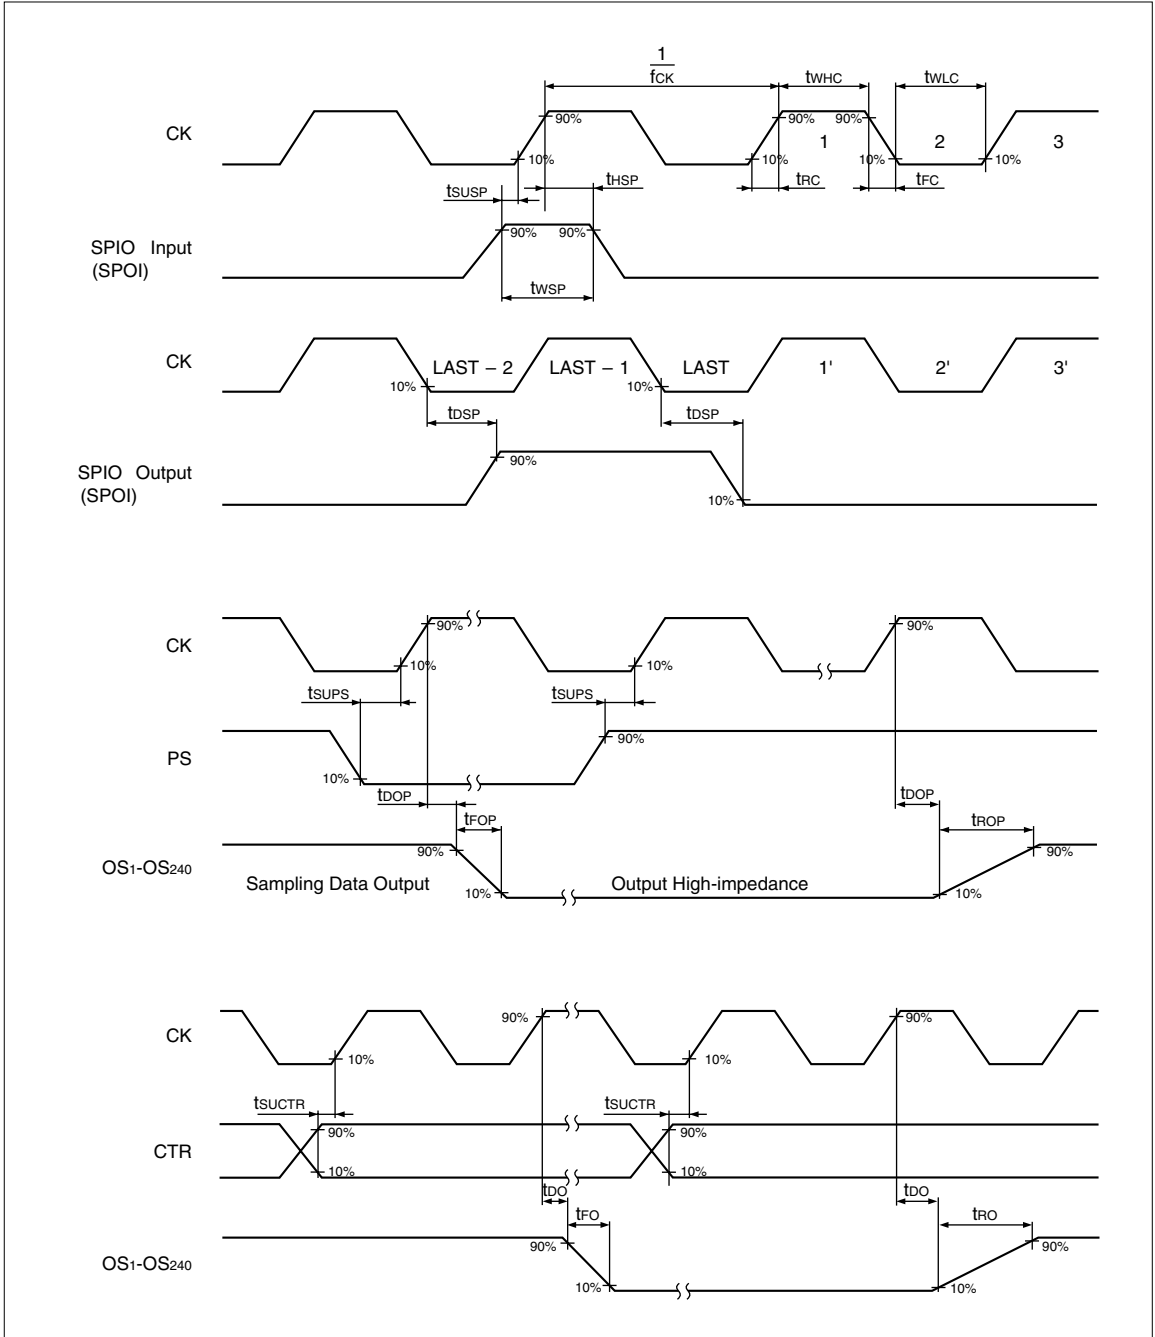 1
fCK
tWHC
tWLC
CK
90%
90%
90%
10%
10%
10%
10%
1
2
3
tSUSP
tHSP
tRC
tFC
SPIO Input
(SPOI)
90%
90%
tWSP
CK
LAST – 2
LAST – 1
LAST
1'
2'
3'
10%
10%
tDSP
tDSP
SPIO Output
(SPOI)
90%
10%
CK
90%
90%
10%
10%
tSUPS
tSUPS
PS
90%
10%
tDOP
tDOP
tFOP
tROP
OS1-OS240
90%
90%
Sampling Data Output
10%
Output High-impedance
10%
CK
90%
90%
10%
10%
tSUCTR
tSUCTR
CTR
90%
90%
10%
10%
tDO
tDO
tFO
tRO
OS1-OS240
90%
90%
10%
10%